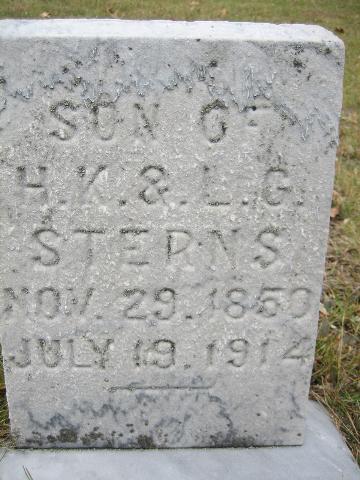 SON OF
H.K. & L.G.
STERNS
NOV. 29. 1850
JULY 19. 1914